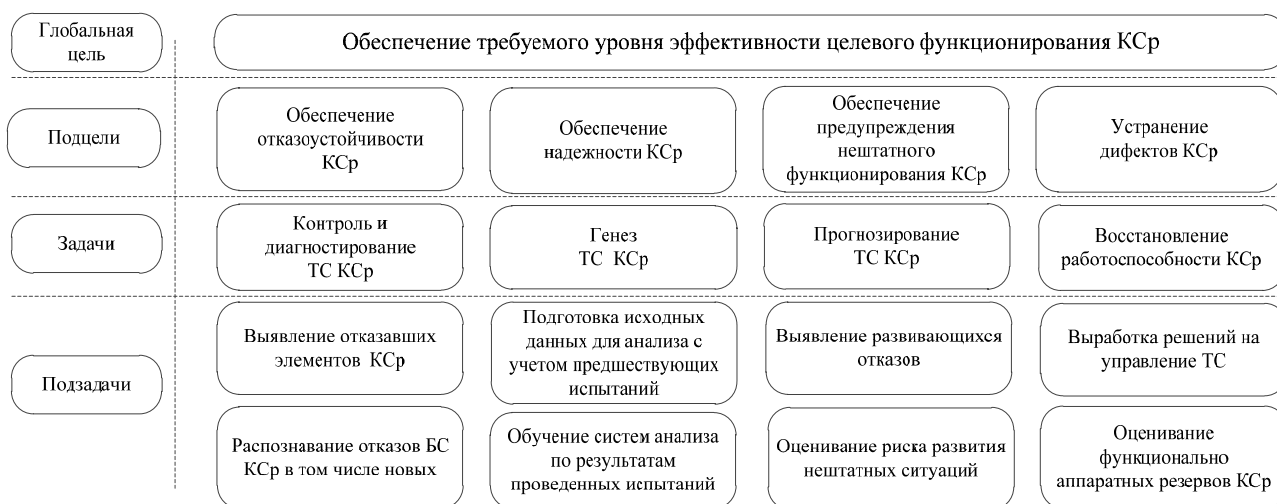 Глобальная
цель
Обеспечение требуемого уровня эффективности целевого функционирования КСр
Подцели
Обеспечение
отказоустойчивости
КСр
Обеспечение
надежности КСр
Обеспечение
предупреждения
нештатного
функционирования КСр
Устранение
дифектов КСр
Задачи
Контроль и
диагностирование
ТС КСр
Генез
ТС КСр
Прогнозирование
ТС КСр
Восстановление
работоспособности КСр
Подзадачи
Выявление отказавших
элементов КСр
Подготовка исходных
данных для анализа с
учетом предшествующих
испытаний
Выявление развивающихся
отказов
Выработка решений на
управление ТС
Распознавание отказов БС
КСр в том числе новых
Обучение систем анализа
по результатам
проведенных испытаний
Оценивание риска развития
нештатных ситуаций
Оценивание
функционально
аппаратных резервов КСр